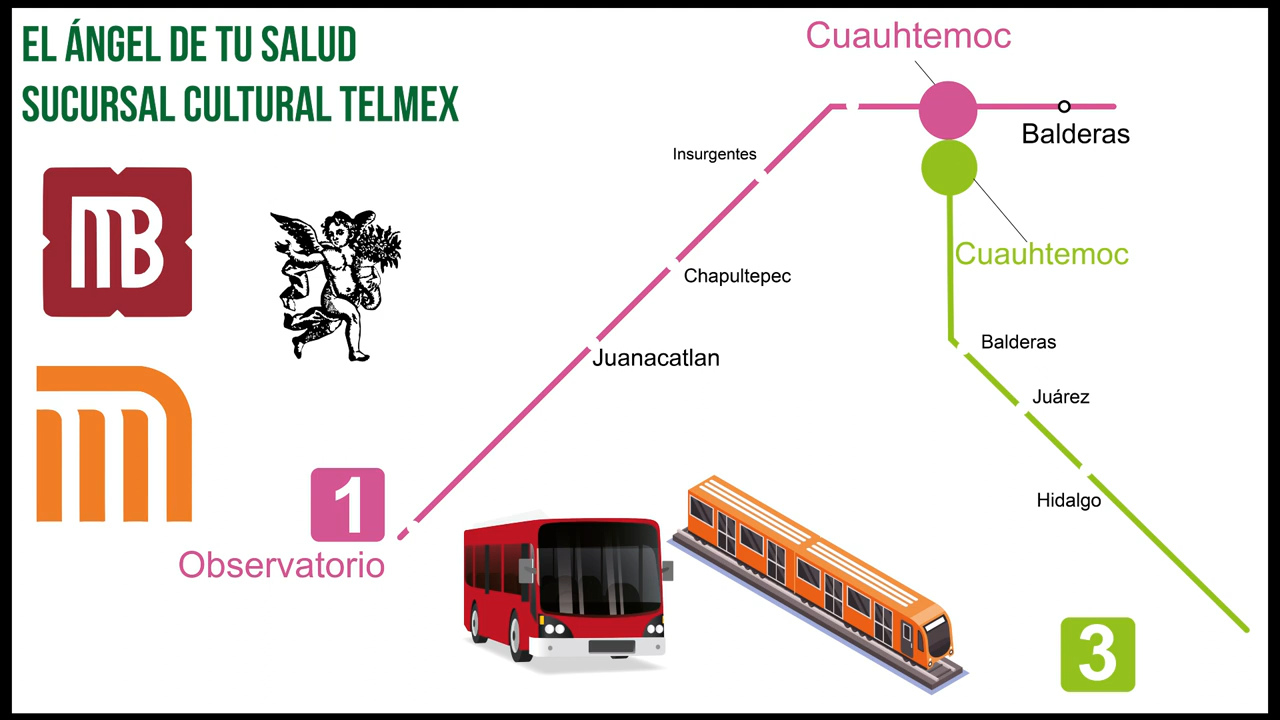 EL ÁNGEL DE TU SALUD
SUCURSAL CULTURAL TELMEX
MB
Cuauhtemoc
Balderas
Insurgentes
Cuauhtemoc
Chapultepec
Balderas
Juanacatlan
Juárez
Hidalgo
1
Observatorio
3